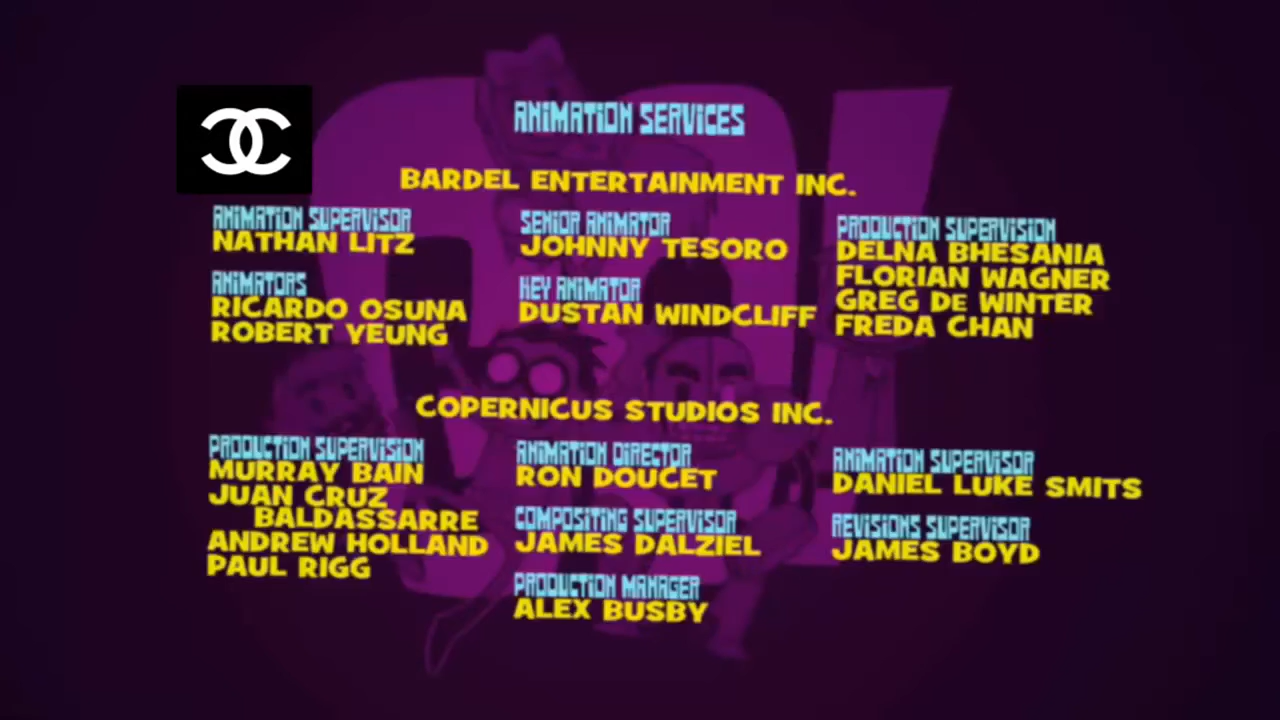 ANIMATION SERVICES
BARDEL ENTERTAINMENT INC.
ANIMATION SUPERVISOR
NATHAN LITZ
ANIMATORS
RICARDO OSUNA
ROBERT YEUNG
SENIOR ANIMATOR
JOHNNY TESORO
KEY ANIMATOR
DUSTAN WINDCLIFF
PRODUCTION SUPERVISION
DELNA BHESANIA
FLORIAN WAGNER
GREG DE WINTER
FREDA CHAN
COPERNICUS STUDIOS INC.
PRODUCTION SUPERVISION
MURRAY BAIN
JUAN CRUZ
BALDASSARRE
ANDREW HOLLAND
PAUL RIGG
ANIMATION DIRECTOR
RON DOUCET
COMPOSITING SUPERVISOR
JAMES DALZIEL
PRODUCTION MANAGER
ALEX BUSBY
ANIMATION SUPERVISOR
DANIEL LUKE SMITS
REVISIONS SUPERVISOR
JAMES BOYD